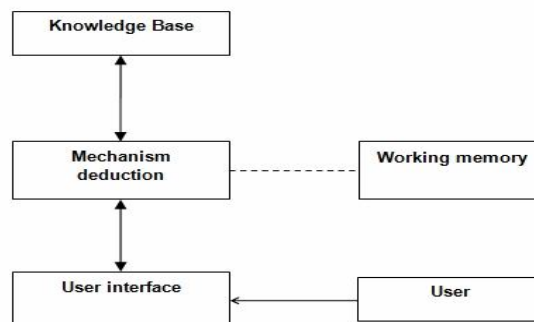 Knowledge Base
Mechanism
deduction
Working memory
User interface
User